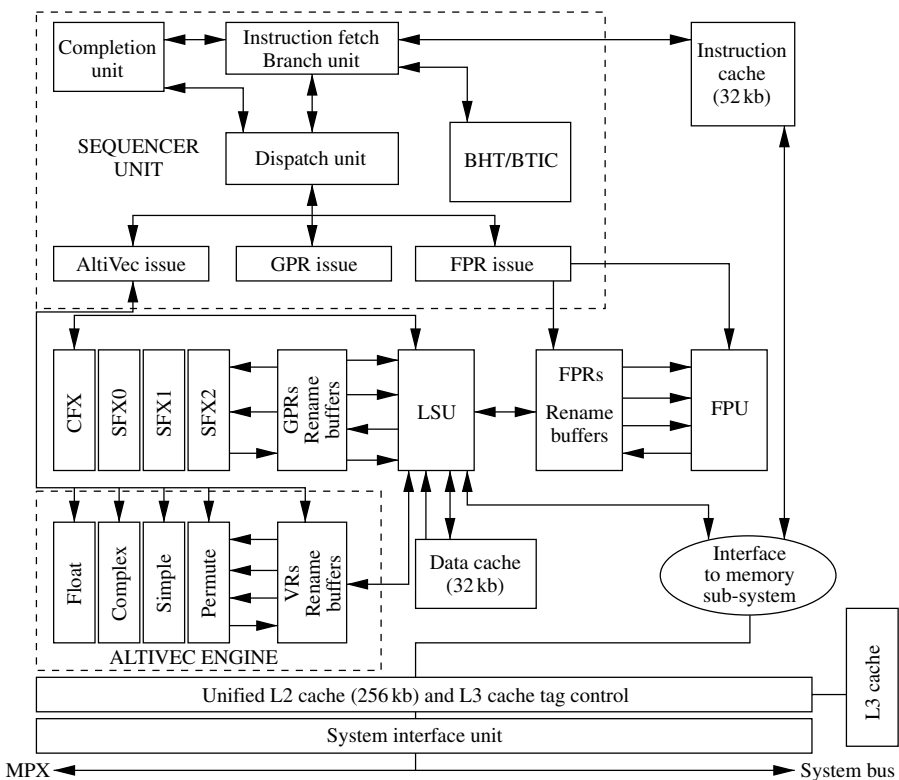 Completion
unit
Instruction fetch
Branch unit
Instruction
cache
(32 kb)
SEQUENCER
UNIT
Dispatch unit
BHT/BTIC
AltiVec issue
GPR issue
FPR issue
CFX
SFX0
SFX1
SFX2
GPRs
Rename
buffers
LSU
FPRs
Rename
buffers
FPU
Float
Complex
Simple
Permute
VRs
Rename
buffers
Data cache
(32 kb)
Interface
to memory
sub-system
ALTIVEC ENGINE
L3 cache
Unified L2 cache (256 kb) and L3 cache tag control
System interface unit
MPX
System bus